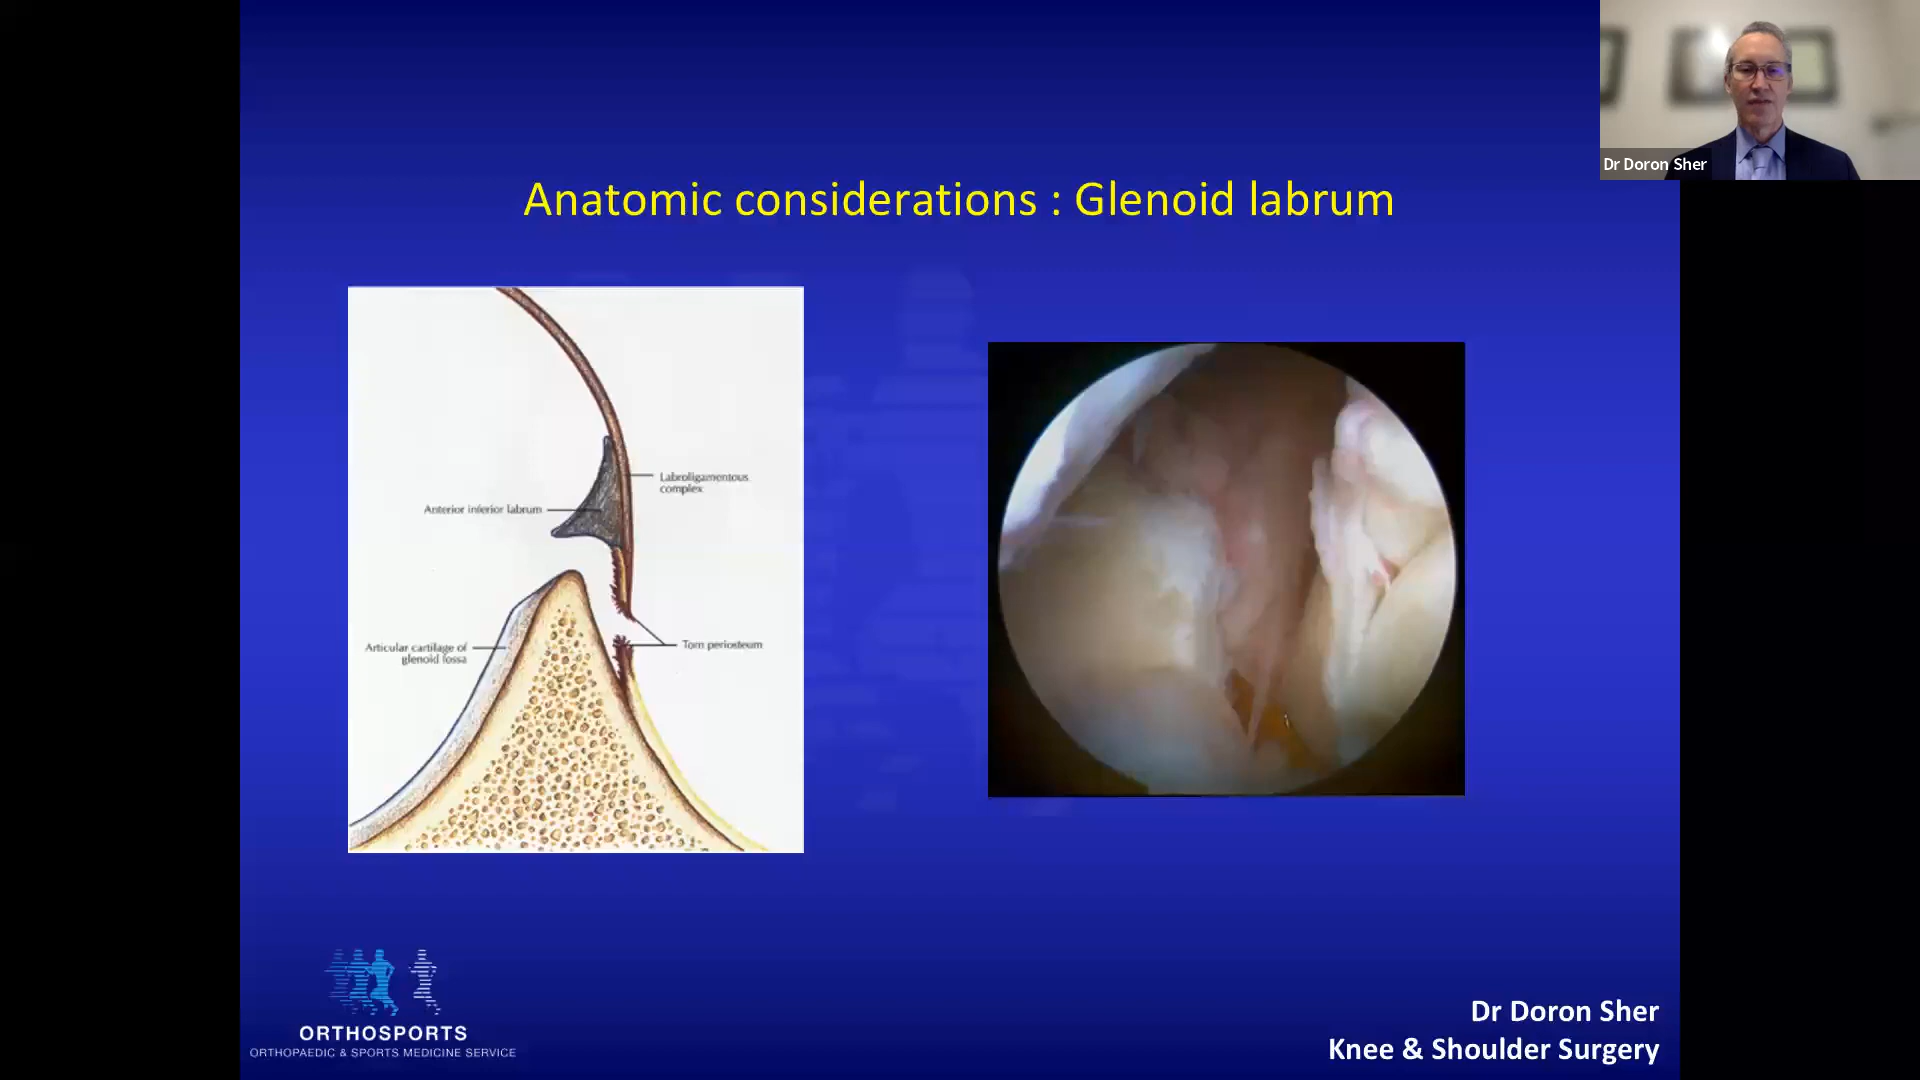 Dr Doron Sher
Anatomic considerations : Glenoid labrum
Labroligamentous
complex
Anterior inferior labrum
Articular cartilage of
glenoid fossa
Torn periosteum
ORTHOSPORTS
ORTHOPAEDIC & SPORTS MEDICINE SERVICE
Dr Doron Sher
Knee & Shoulder Surgery